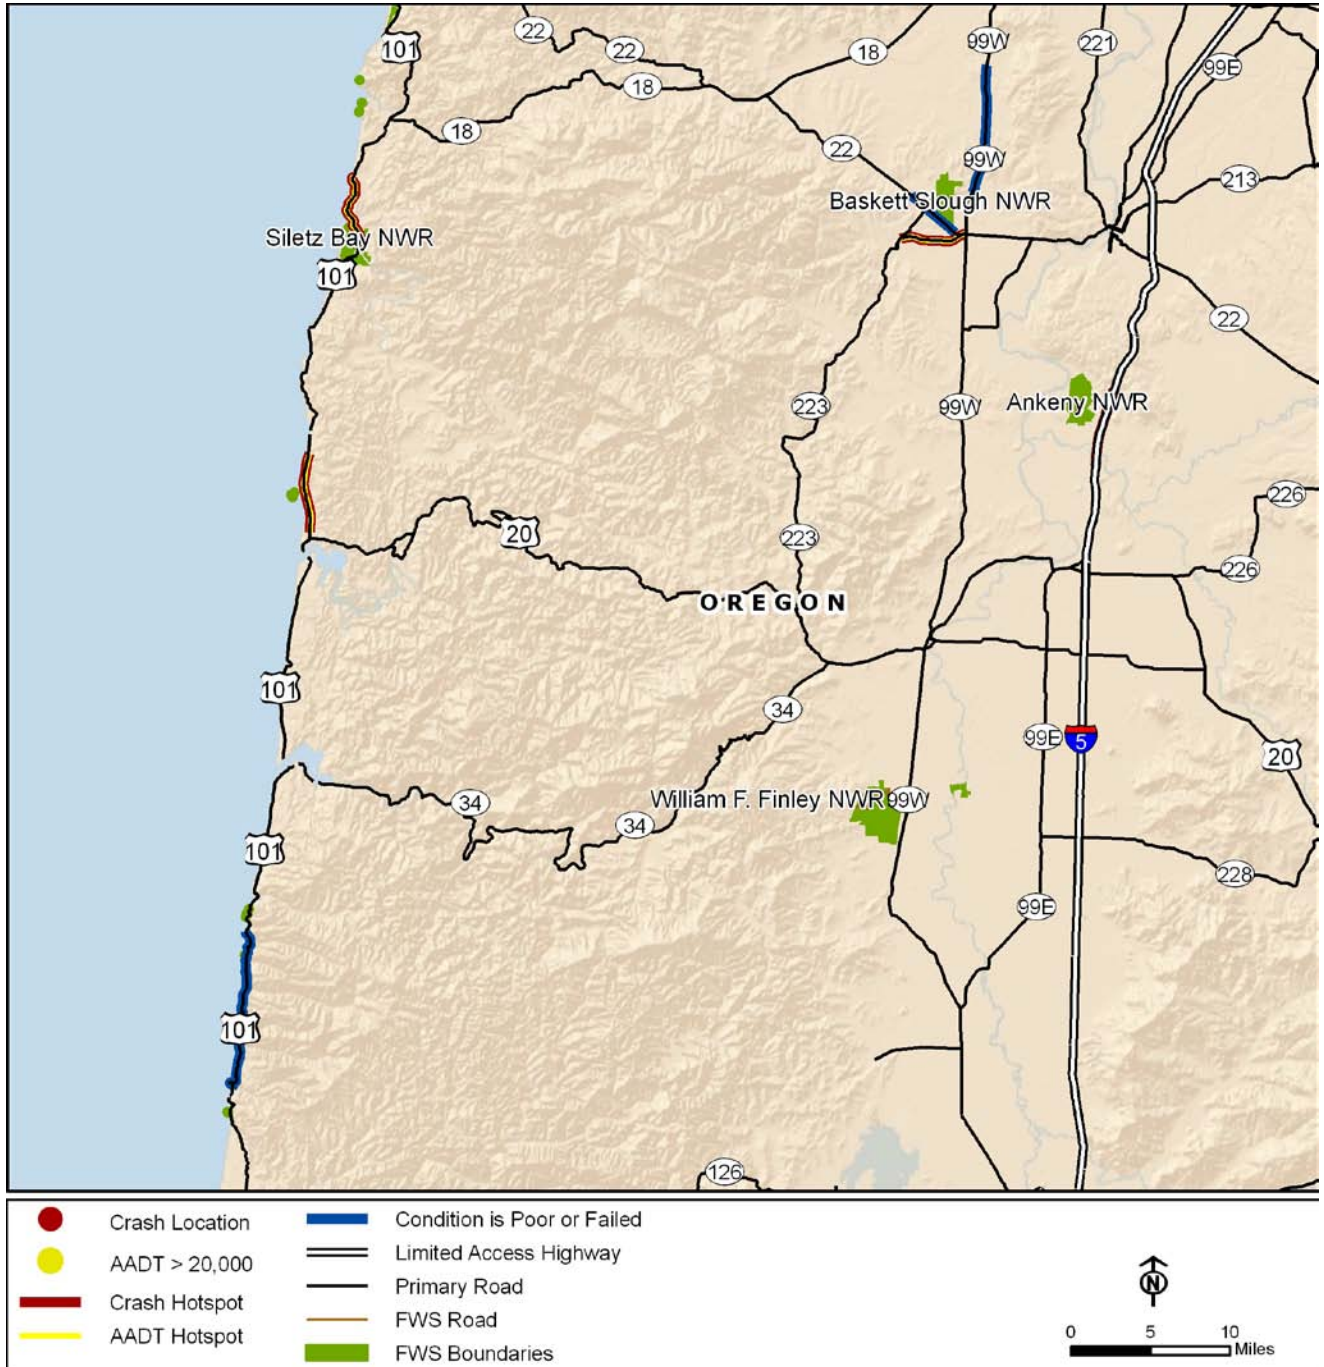 22
101
22
18
99W
221
99E
18
18
22
99W
213
Baskett Slough NWR
Siletz Bay NWR
101
22
223
99W
Ankeny NWR
226
20
223
226
OREGON
101
34
99E
5
20
William F. Finley NWR
99W
34
34
101
228
99E
101
126
Crash Location
AADT > 20,000
Crash Hotspot
AADT Hotspot
Condition is Poor or Failed
Limited Access Highway
Primary Road
FWS Road
FWS Boundaries
N
0 5 10
Miles